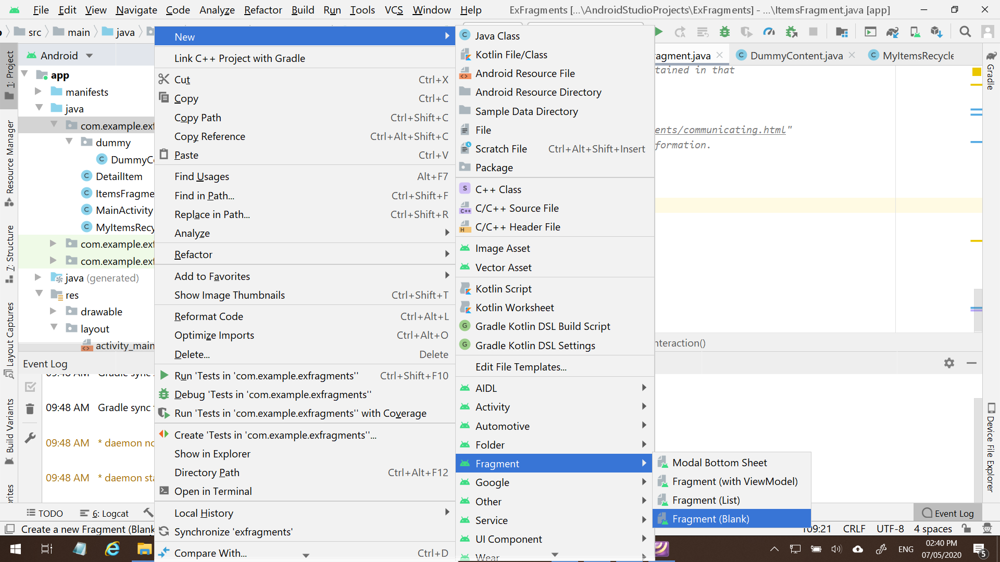 File Edit View Navigate Code Analyze Refactor Build Run Tools VCS Window Help ExFragments [...\AndroidStudioProjects\ExFragments] - ...\ItemsFragment.java [app]
src main java
Android
1: Project
Resource Manager
7: Structure
Layout Captures
Build Variants
app
manifests
java
com.example.exf
dummy
DummyC
DetailItem
ItemsFragme
MainActivity
MyItemsRecy
com.example.exf
com.example.exf
java (generated)
res
drawable
layout
activity_main
Event Log
09:48 AM Gradle sync
09:48 AM Gradle sync
09:48 AM * daemon no
09:48 AM * daemon sta
TODO 6: Logcat
Create a new Fragment (Blank
New
Link C++ Project with Gradle
Cut Ctrl+X
Copy Ctrl+C
Copy Path Ctrl+Shift+C
Copy Reference Ctrl+Alt+Shift+C
Paste Ctrl+V
Find Usages Alt+F7
Find in Path... Ctrl+Shift+F
Replace in Path... Ctrl+Shift+R
Analyze
Refactor
Add to Favorites
Show Image Thumbnails Ctrl+Shift+T
Reformat Code Ctrl+Alt+L
Optimize Imports Ctrl+Alt+O
Delete... Delete
Run 'Tests in 'com.example.exfragments'' Ctrl+Shift+F10
Debug 'Tests in 'com.example.exfragments''
Run 'Tests in 'com.example.exfragments'' with Coverage
Create 'Tests in 'com.example.exfragments''...
Show in Explorer
Directory Path Ctrl+Alt+F12
Open in Terminal
Local History
Synchronize 'exfragments'
Compare With... Ctrl+D
Java Class
Kotlin File/Class
Android Resource File
Android Resource Directory
Sample Data Directory
File
Scratch File Ctrl+Alt+Shift+Insert
Package
C++ Class
C/C++ Source File
C/C++ Header File
Image Asset
Vector Asset
Kotlin Script
Kotlin Worksheet
Gradle Kotlin DSL Build Script
Gradle Kotlin DSL Settings
Edit File Templates...
AIDL
Activity
Automotive
Folder
Fragment
Google
Other
Service
UI Component
Wear
Modal Bottom Sheet
Fragment (with ViewModel)
Fragment (List)
Fragment (Blank)
ragment.java DummyContent.java MyItemsRecycle
tained in that
ents/communicating.html"
formation.
nteraction()
Gradle
Device File Explorer
Event Log
109:21 CRLF UTF-8 4 spaces
ENG
02:40 PM
07/05/2020
5